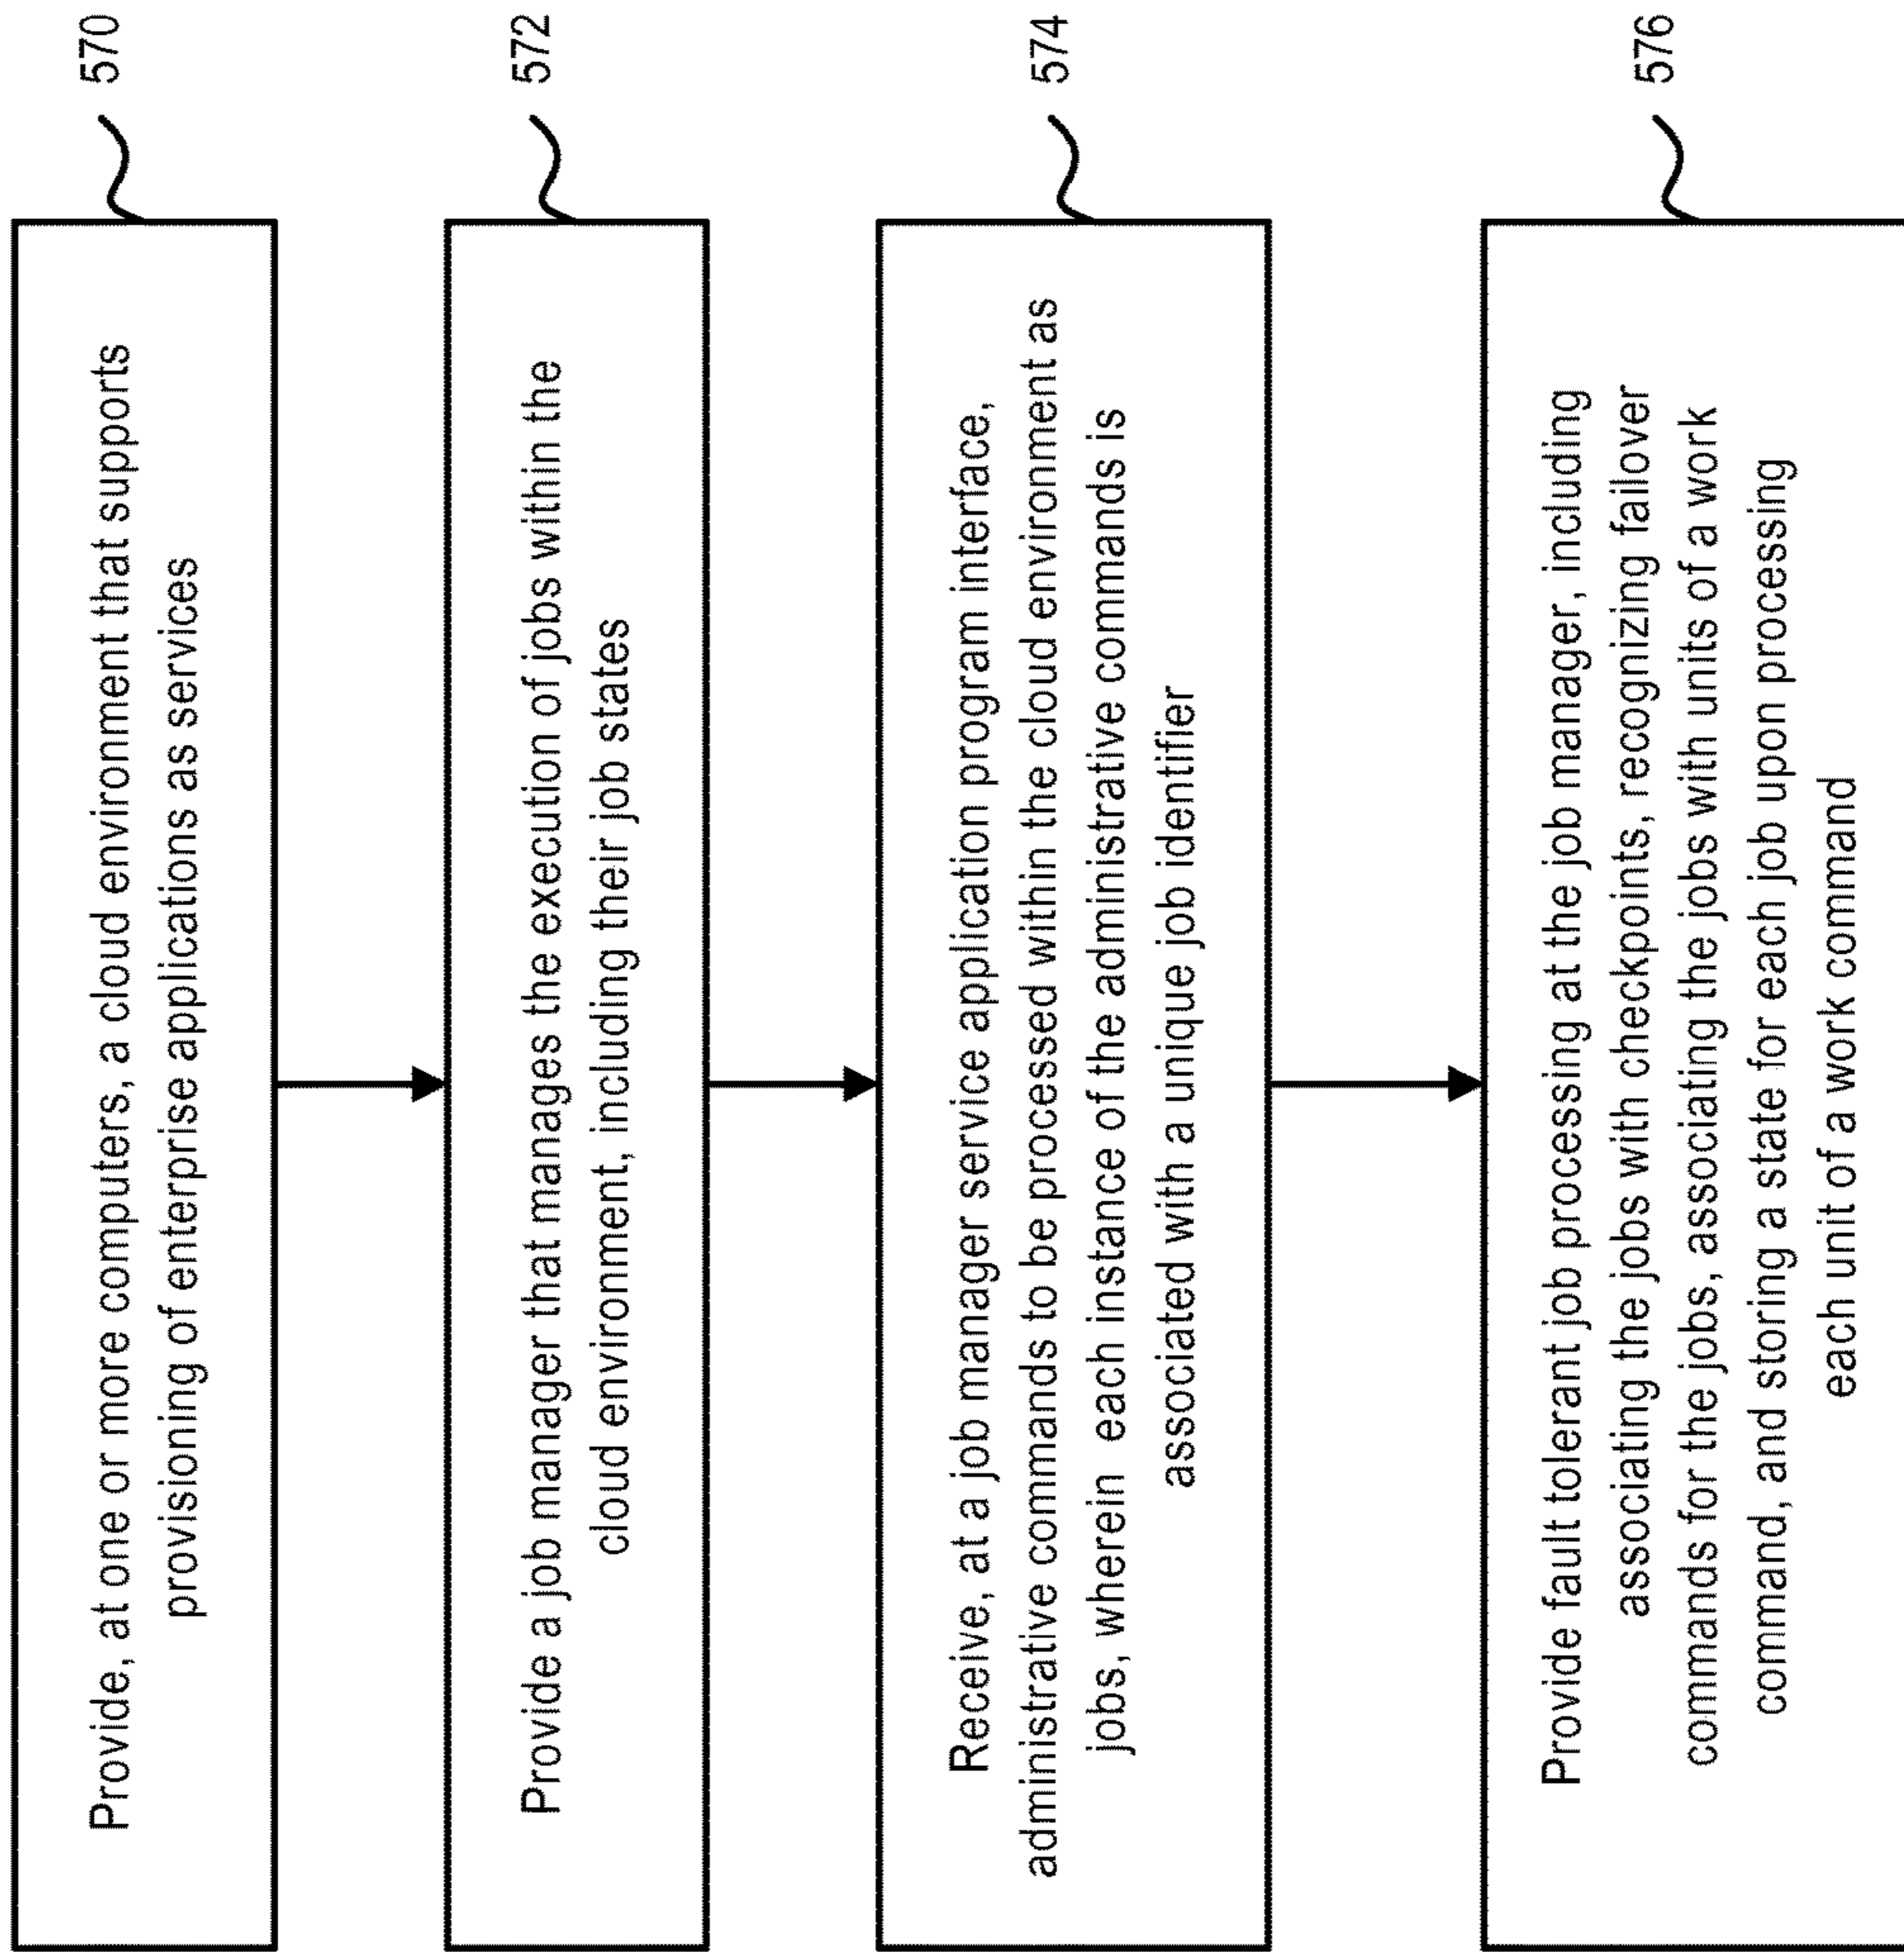 Provide, at one or more computers, a cloud environment that supports
provisioning of enterprise applications as services
570
Provide a job manager that manages the execution of jobs within the
cloud environment, including their job states
572
Receive, at a job manager service application program interface,
administrative commands to be processed within the cloud environment as
jobs, wherein each instance of the administrative commands is
associated with a unique job identifier
574
Provide fault tolerant job processing at the job manager, including
associating the jobs with checkpoints, recognizing failover
commands for the jobs, associating the jobs with units of a work
command, and storing a state for each job upon processing
each unit of a work command
576